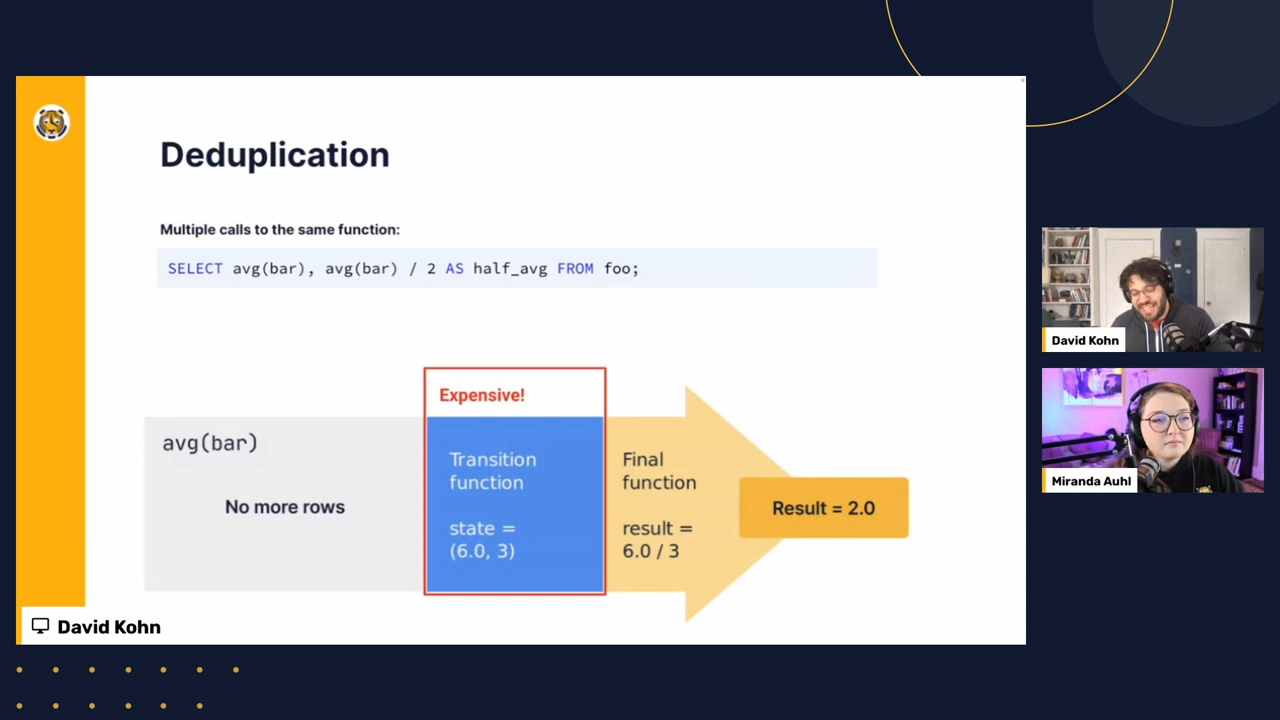 Deduplication
Multiple calls to the same function:
SELECT avg(bar), avg(bar) / 2 AS half_avg FROM foo;
Expensive!
avg(bar)
No more rows
Transition
function
state =
(6.0, 3)
Final
function
result =
6.0 / 3
Result = 2.0
David Kohn
David Kohn
Miranda Auhl